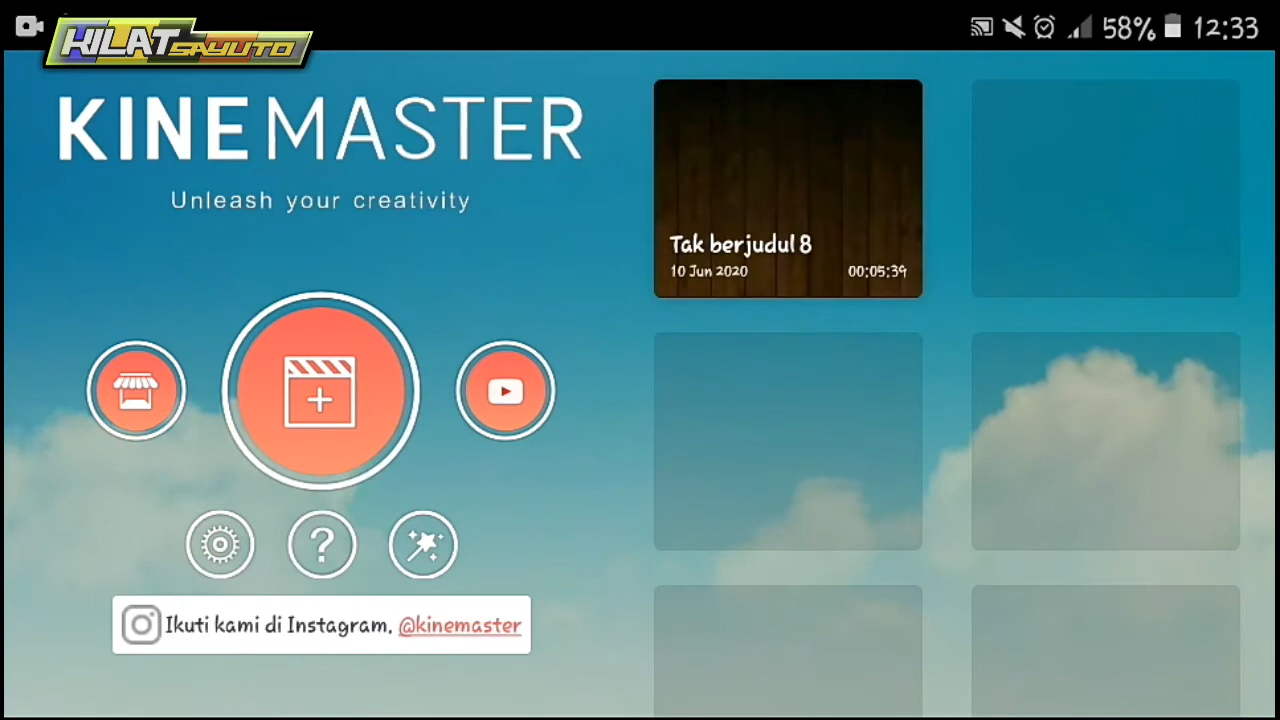 KILAT SAYUTO
58% 12:33
KINEMASTER
Unleash your creativity
Tak berjudul 8
10 Jun 2020 00:05:39
Ikuti kami di Instagram. @kinemaster